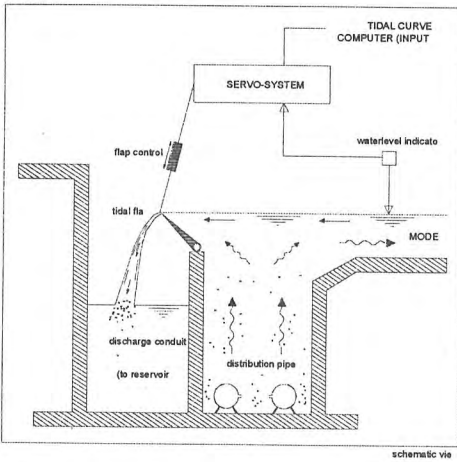 TIDAL CURVE
COMPUTER (INPUT
SERVO-SYSTEM
flap control
waterlevel indicate
tidal fla
MODE
discharge conduit
(to reservoir
distribution pipe
schematic vie